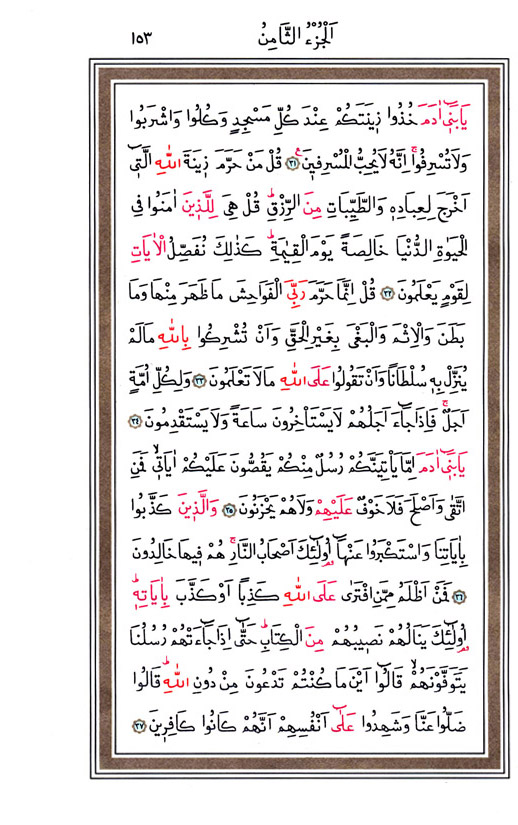 اَلْجُزْءُ الثَّامِنُ ١٥٣
يَابَنٓي اٰدَمَ خُذُوا زٖينَتَكُمْ عِنْدَ كُلِّ مَسْجِدٍ وَكُلُوا وَاشْرَبُوا
وَلَا تُسْرِفُوا ۚ اِنَّهُ لَا يُحِبُّ الْمُسْرِفٖينَ ﴿٣١﴾ قُلْ مَنْ حَرَّمَ زٖينَةَ اللّٰهِ الَّتٖٓي
اَخْرَجَ لِعِبَادِهٖ وَالطَّيِّبَاتِ مِنَ الرِّزْقِ ۜ قُلْ هِيَ لِلَّذٖينَ اٰمَنُوا فِي
الْحَيٰوةِ الدُّنْيَا خَالِصَةً يَوْمَ الْقِيٰمَةِ ۜ كَذٰلِكَ نُفَصِّلُ الْاٰيَاتِ
لِقَوْمٍ يَعْلَمُونَ ﴿٣٢﴾ قُلْ اِنَّمَا حَرَّمَ رَبِّيَ الْفَوَاحِشَ مَا ظَهَرَ مِنْهَا وَمَا
بَطَنَ وَالْاِثْمَ وَالْبَغْيَ بِغَيْرِ الْحَقِّ وَاَنْ تُشْرِكُوا بِاللّٰهِ مَا لَمْ
يُنَزِّلْ بِهٖ سُلْطَانًا وَاَنْ تَقُولُوا عَلَى اللّٰهِ مَا لَا تَعْلَمُونَ ﴿٣٣﴾ وَلِكُلِّ اُمَّةٍ
اَجَلٌ ۚ فَاِذَا جَٓاءَ اَجَلُهُمْ لَا يَسْتَأْخِرُونَ سَاعَةً وَلَا يَسْتَقْدِمُونَ ﴿٣٤﴾
يَابَنٖٓي اٰدَمَ اِمَّا يَأْتِيَنَّكُمْ رُسُلٌ مِنْكُمْ يَقُصُّونَ عَلَيْكُمْ اٰيَاتٖي ۙ فَمَنِ
اتَّقٰى وَاَصْلَحَ فَلَا خَوْفٌ عَلَيْهِمْ وَلَا هُمْ يَحْزَنُونَ ﴿٣٥﴾ وَالَّذٖينَ كَذَّبُوا
بِاٰيَاتِنَا وَاسْتَكْبَرُوا عَنْهَٓا اُو۬لٰٓئِكَ اَصْحَابُ النَّارِ ۚ هُمْ فٖيهَا خَالِدُونَ
﴿٣٦﴾ فَمَنْ اَظْلَمُ مِمَّنِ افْتَرٰى عَلَى اللّٰهِ كَذِبًا اَوْ كَذَّبَ بِاٰيَاتِهٖ ۜ
اُو۬لٰٓئِكَ يَنَالُهُمْ نَصٖيبُهُمْ مِنَ الْكِتَابِ ۜ حَتّٰٓى اِذَا جَٓاءَتْهُمْ رُسُلُنَا
يَتَوَفَّوْنَهُمْ ۙ قَالُٓوا اَيْنَ مَا كُنْتُمْ تَدْعُونَ مِنْ دُونِ اللّٰهِ ۜ قَالُوا
ضَلُّوا عَنَّا وَشَهِدُوا عَلٰٓى اَنْفُسِهِمْ اَنَّهُمْ كَانُوا كَافِرٖينَ ﴿٣٧﴾